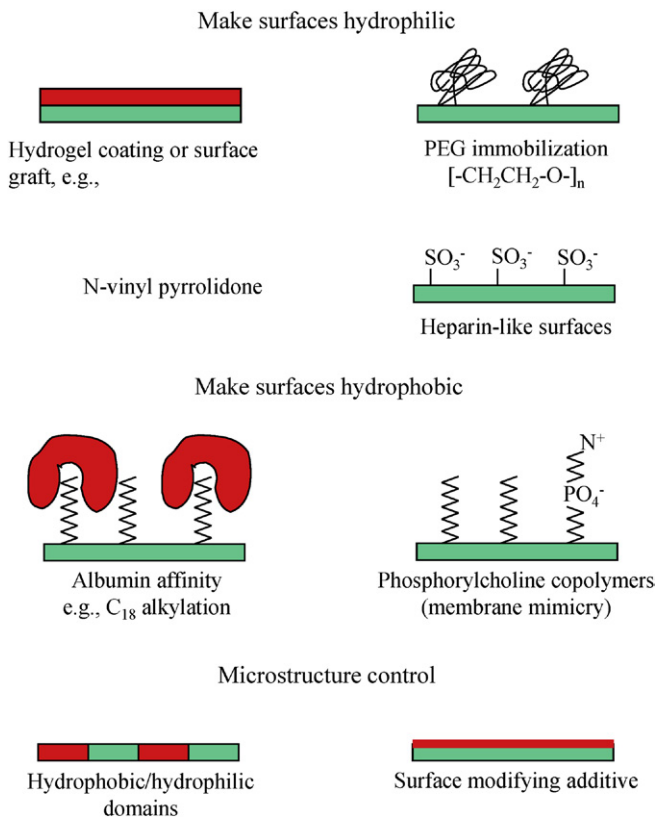 Make surfaces hydrophilic
Hydrogel coating or surface
graft, e.g.,
PEG immobilization
[-CH₂CH₂-O-]ₙ
N-vinyl pyrrolidone
SO₃⁻ SO₃⁻ SO₃⁻
Heparin-like surfaces
Make surfaces hydrophobic
Albumin affinity
e.g., C₁₈ alkylation
N⁺
PO₄⁻
Phosphorylcholine copolymers
(membrane mimicry)
Microstructure control
Hydrophobic/hydrophilic
domains
Surface modifying additive